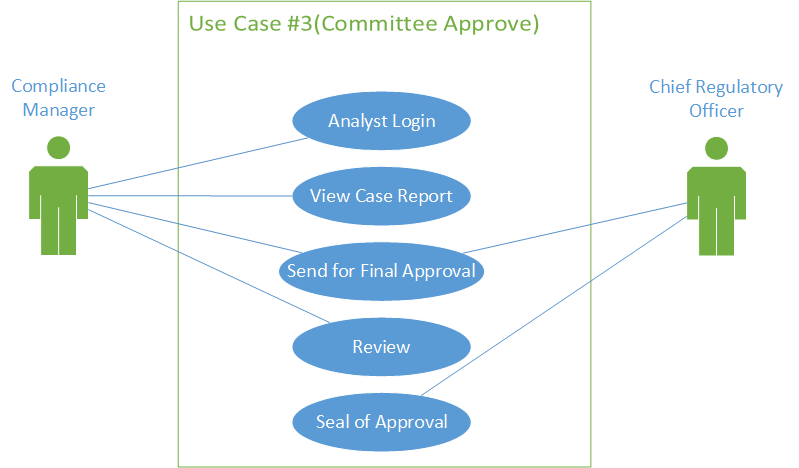 Use Case #3(Committee Approve)
Compliance
Manager
Chief Regulatory
Officer
Analyst Login
View Case Report
Send for Final Approval
Review
Seal of Approval